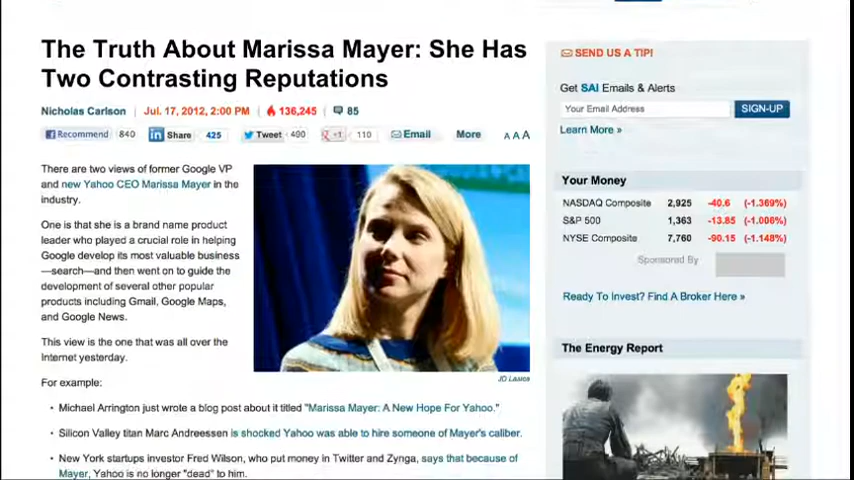 The Truth About Marissa Mayer: She Has
Two Contrasting Reputations
Nicholas Carlson | Jul. 17, 2012, 2:00 PM | 136,245 | 85
Recommend 840 in Share 425 Tweet 490 +1 110 Email More A A A
There are two views of former Google VP
and new Yahoo CEO Marissa Mayer in the
industry.
One is that she is a brand name product
leader who played a crucial role in helping
Google develop its most valuable business
—search—and then went on to guide the
development of several other popular
products including Gmail, Google Maps,
and Google News.
This view is the one that was all over the
Internet yesterday.
For example:
• Michael Arrington just wrote a blog post about it titled "Marissa Mayer: A New Hope For Yahoo."
• Silicon Valley titan Marc Andreessen is shocked Yahoo was able to hire someone of Mayer's caliber.
• New York startups investor Fred Wilson, who put money in Twitter and Zynga, says that because of
Mayer, Yahoo is no longer "dead" to him.
SEND US A TIP!
Get SAI Emails & Alerts
Your Email Address SIGN-UP
Learn More »
Your Money
NASDAQ Composite 2,925 -40.6 (-1.369%)
S&P 500 1,363 -13.85 (-1.006%)
NYSE Composite 7,760 -90.15 (-1.148%)
Sponsored By
Ready To Invest? Find A Broker Here »
The Energy Report